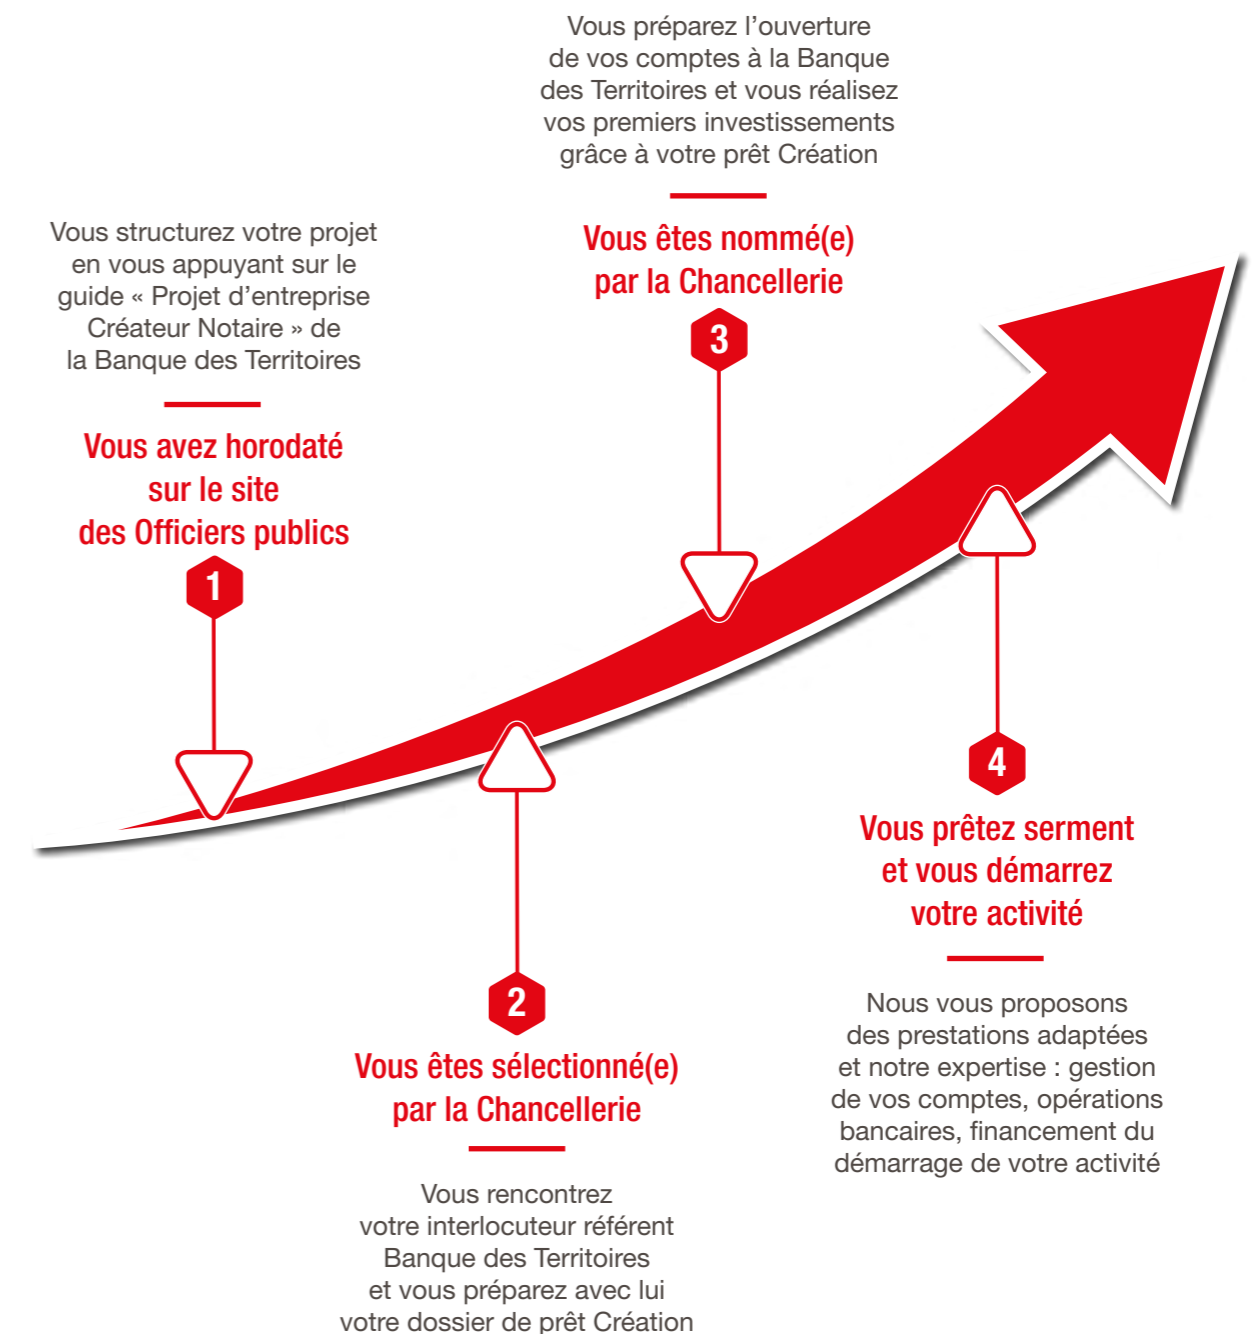 Vous structurez votre projet
en vous appuyant sur le
guide « Projet d’entreprise
Créateur Notaire » de
la Banque des Territoires
Vous avez horodaté
sur le site
des Officiers publics
1
2
Vous êtes sélectionné(e)
par la Chancellerie
Vous rencontrez
votre interlocuteur référent
Banque des Territoires
et vous préparez avec lui
votre dossier de prêt Création
Vous préparez l’ouverture
de vos comptes à la Banque
des Territoires et vous réalisez
vos premiers investissements
grâce à votre prêt Création
Vous êtes nommé(e)
par la Chancellerie
3
4
Vous prêtez serment
et vous démarrez
votre activité
Nous vous proposons
des prestations adaptées
et notre expertise : gestion
de vos comptes, opérations
bancaires, financement du
démarrage de votre activité